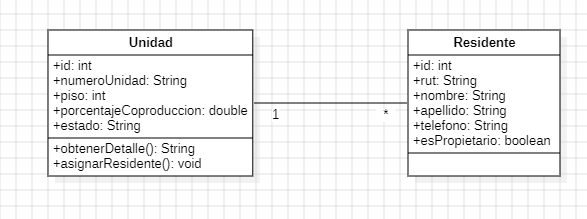 Unidad
+id: int
+numeroUnidad: String
+piso: int
+porcentajeCoproduccion: double
+estado: String
+obtenerDetalle(): String
+asignarResidente(): void
1
*
Residente
+id: int
+rut: String
+nombre: String
+apellido: String
+telefono: String
+esPropietario: boolean